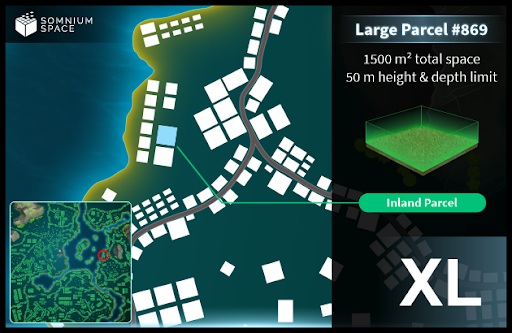 SOMNIUM
SPACE
Large Parcel #869
1500 m² total space
50 m height & depth limit
Inland Parcel
XL